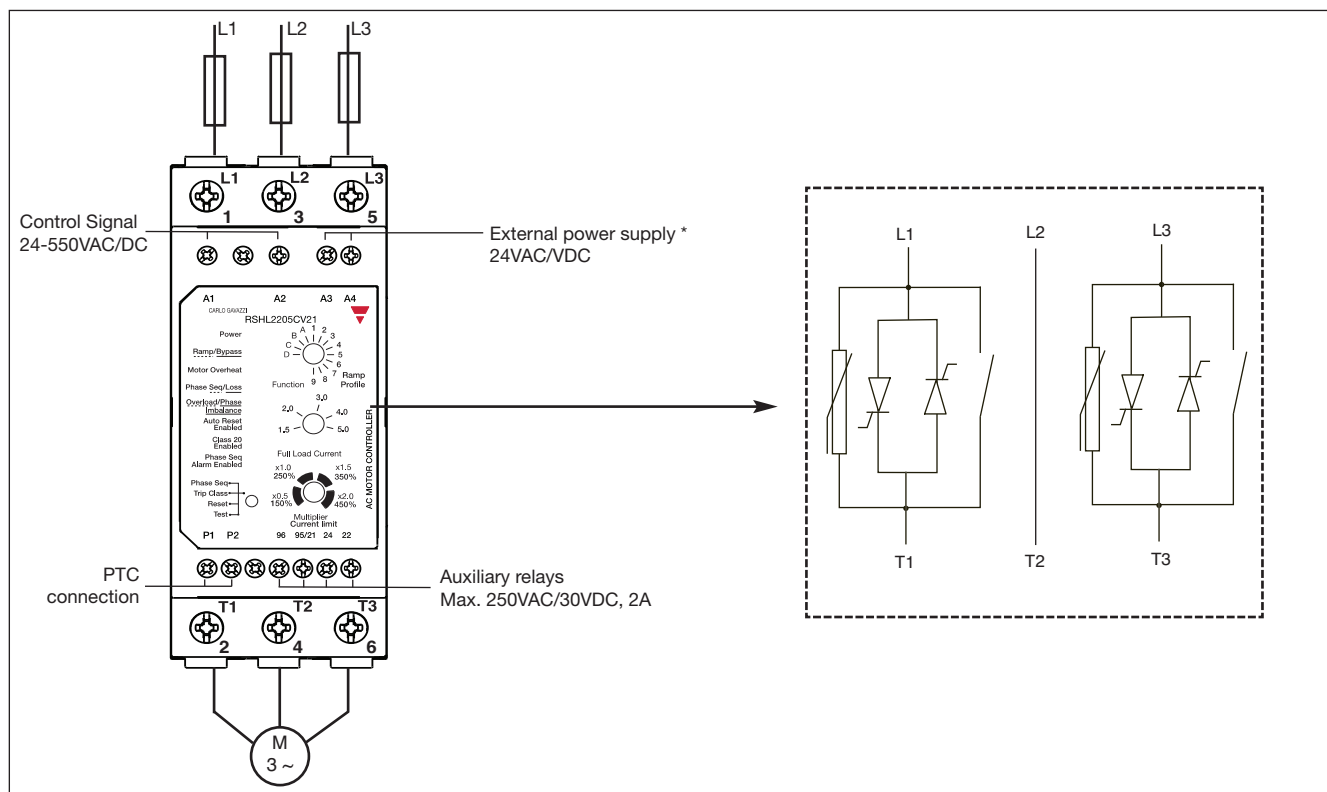 L1 L2 L3
L1 L2 L3
1 3 5
Control Signal
24-550VAC/DC
External power supply *
24VAC/VDC
A1 A2 A3 A4
CARLO GAVAZZI
RSHL2205CV21
Power
Ramp/Bypass
Motor Overheat
Phase Seq/Loss
Overload/Phase
Imbalance
Auto Reset
Enabled
Class 20
Enabled
Phase Seq
Alarm Enabled
Phase Seq
Trip Class
Reset
Test
D C B A 1 2 3 4 5 6 7 8 9
Function
Ramp
Profile
1.5 2.0 3.0 4.0 5.0
Full Load Current
x1.0
250%
x1.5
350%
x0.5
150%
x2.0
450%
Multiplier
Current limit
AC MOTOR CONTROLLER
P1 P2 96 95/21 24 22
PTC
connection
Auxiliary relays
Max. 250VAC/30VDC, 2A
T1 T2 T3
2 4 6
M
3 ~
L1 L2 L3
T1 T2 T3